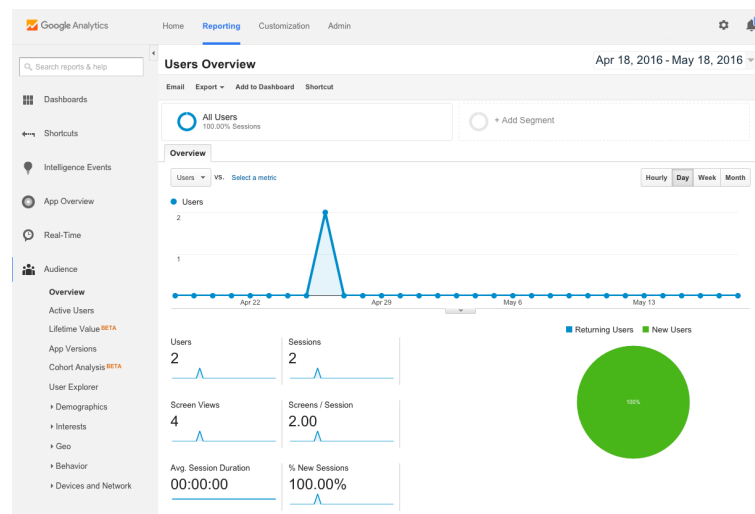 Google Analytics
Home Reporting Customization Admin
Search reports & help
Dashboards
Shortcuts
Intelligence Events
App Overview
Real-Time
Audience
Overview
Active Users
Lifetime Value BETA
App Versions
Cohort Analysis BETA
User Explorer
Demographics
Interests
Geo
Behavior
Devices and Network
Users Overview
Apr 18, 2016 - May 18, 2016
Email Export Add to Dashboard Shortcut
All Users
100.00% Sessions
+ Add Segment
Overview
Users VS. Select a metric
Hourly Day Week Month
Users
2
1
Apr 22 Apr 29 May 6 May 13
Returning Users New Users
Users Sessions
2 2
Screen Views Screens / Session
4 2.00
Avg. Session Duration % New Sessions
00:00:00 100.00%
100%